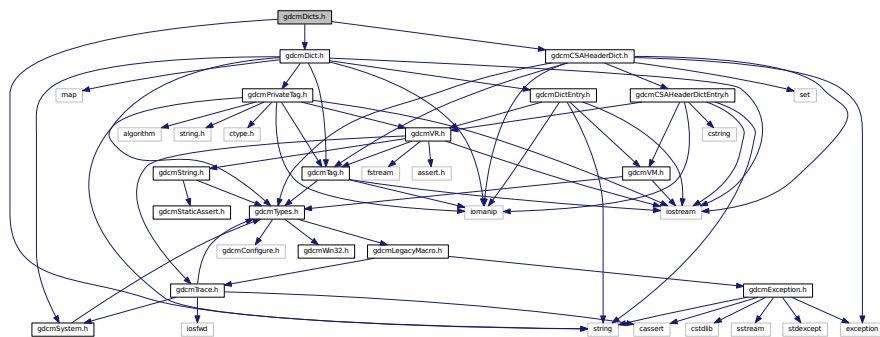 gdcmDicts.h
gdcmDict.h
gdcmCSAHeaderDict.h
map
gdcmPrivateTag.h
gdcmDictEntry.h
gdcmCSAHeaderDictEntry.h
set
algorithm
string.h
ctype.h
gdcmVR.h
cstring
gdcmString.h
gdcmTag.h
fstream
assert.h
gdcmVM.h
gdcmStaticAssert.h
gdcmTypes.h
iomanip
iostream
gdcmConfigure.h
gdcmWin32.h
gdcmLegacyMacro.h
gdcmTrace.h
gdcmException.h
gdcmSystem.h
iosfwd
string
cassert
cstdlib
sstream
stdexcept
exception